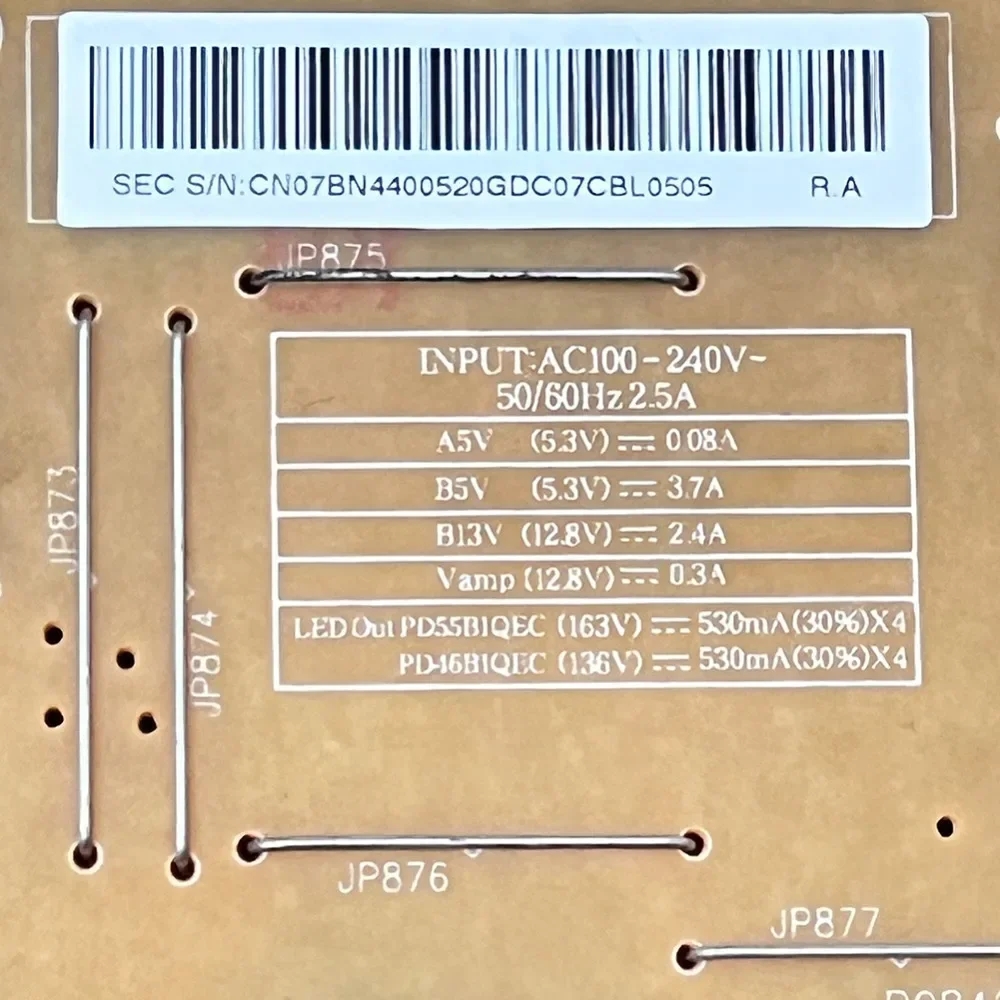 SEC S/N:CN07BN4400520GDC07CBL0505 R.A
JP875
INPUT:AC100-240V~
50/60Hz 2.5A
A5V (5.3V) ⎓ 0.08A
B5V (5.3V) ⎓ 3.7A
B13V (12.8V) ⎓ 2.4A
Vamp (12.8V) ⎓ 0.3A
LED Out PD55B1QEC (163V) ⎓ 530mA(30%)X4
PD46B1QEC (136V) ⎓ 530mA(30%)X4
JP873
JP874
JP876
JP877